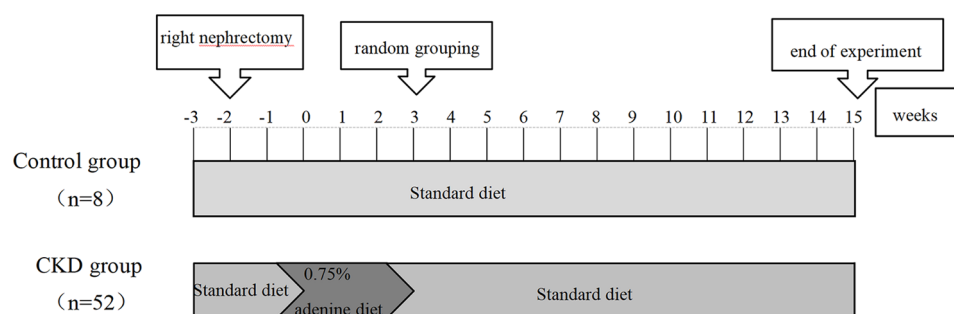 right nephrectomy
random grouping
end of experiment
-3 -2 -1 0 1 2 3 4 5 6 7 8 9 10 11 12 13 14 15
weeks
Control group
（n=8）
Standard diet
CKD group
（n=52）
Standard diet
0.75%
adenine diet
Standard diet